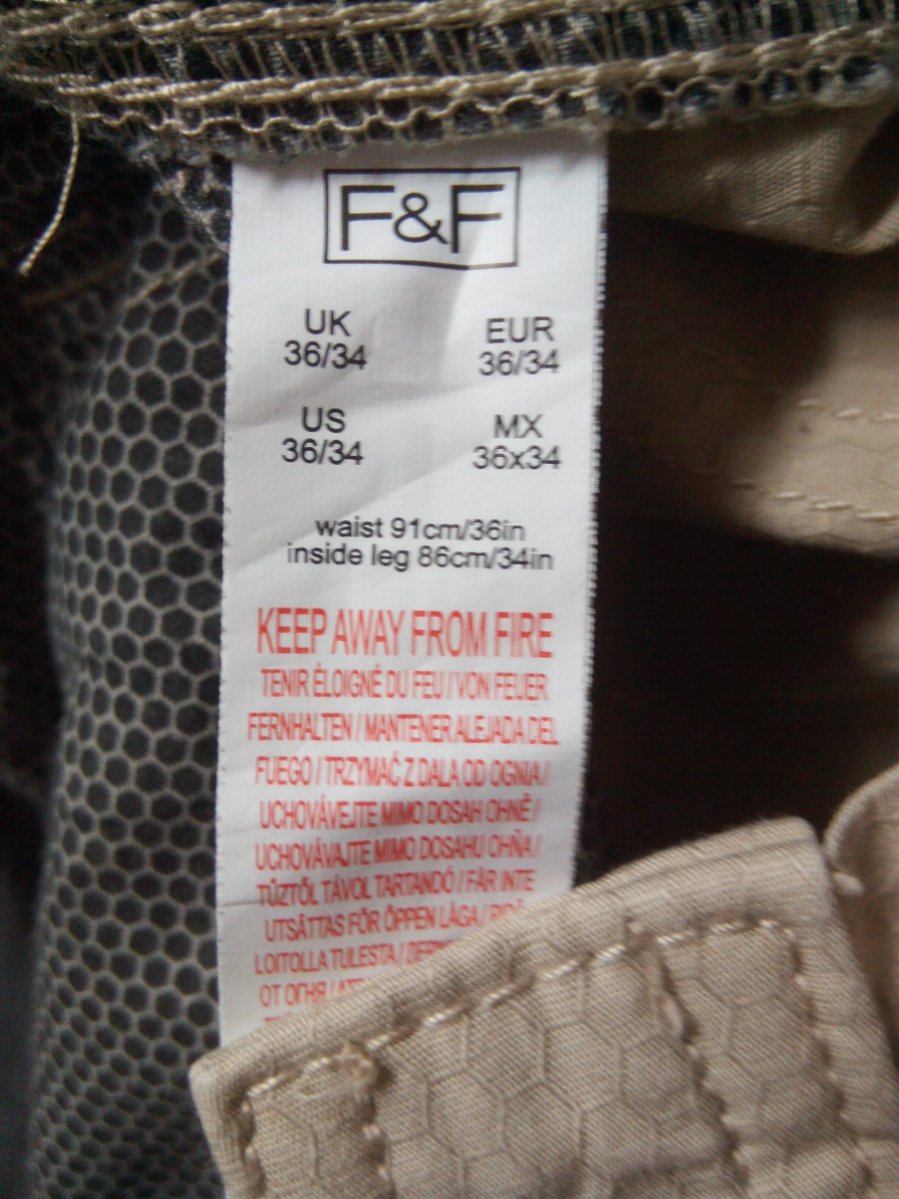 F&F
UK
36/34
EUR
36/34
US
36/34
MX
36x34
waist 91cm/36in
inside leg 86cm/34in
KEEP AWAY FROM FIRE
TENIR ÉLOIGNÉ DU FEU / VON FEUER
FERNHALTEN / MANTENER ALEJADA DEL
FUEGO / TRZYMAĆ Z DALA OD OGNIA /
UCHOVÁVEJTE MIMO DOSAH OHNĚ /
UCHOVÁVAJTE MIMO DOSAHU OHŇA /
TŰZTŐL TÁVOL TARTANDÓ / FÅR INTE
UTSÄTTAS FÖR ÖPPEN LÅGA /
LOITOLLA TULESTA /
ОТ ОГНЯ /